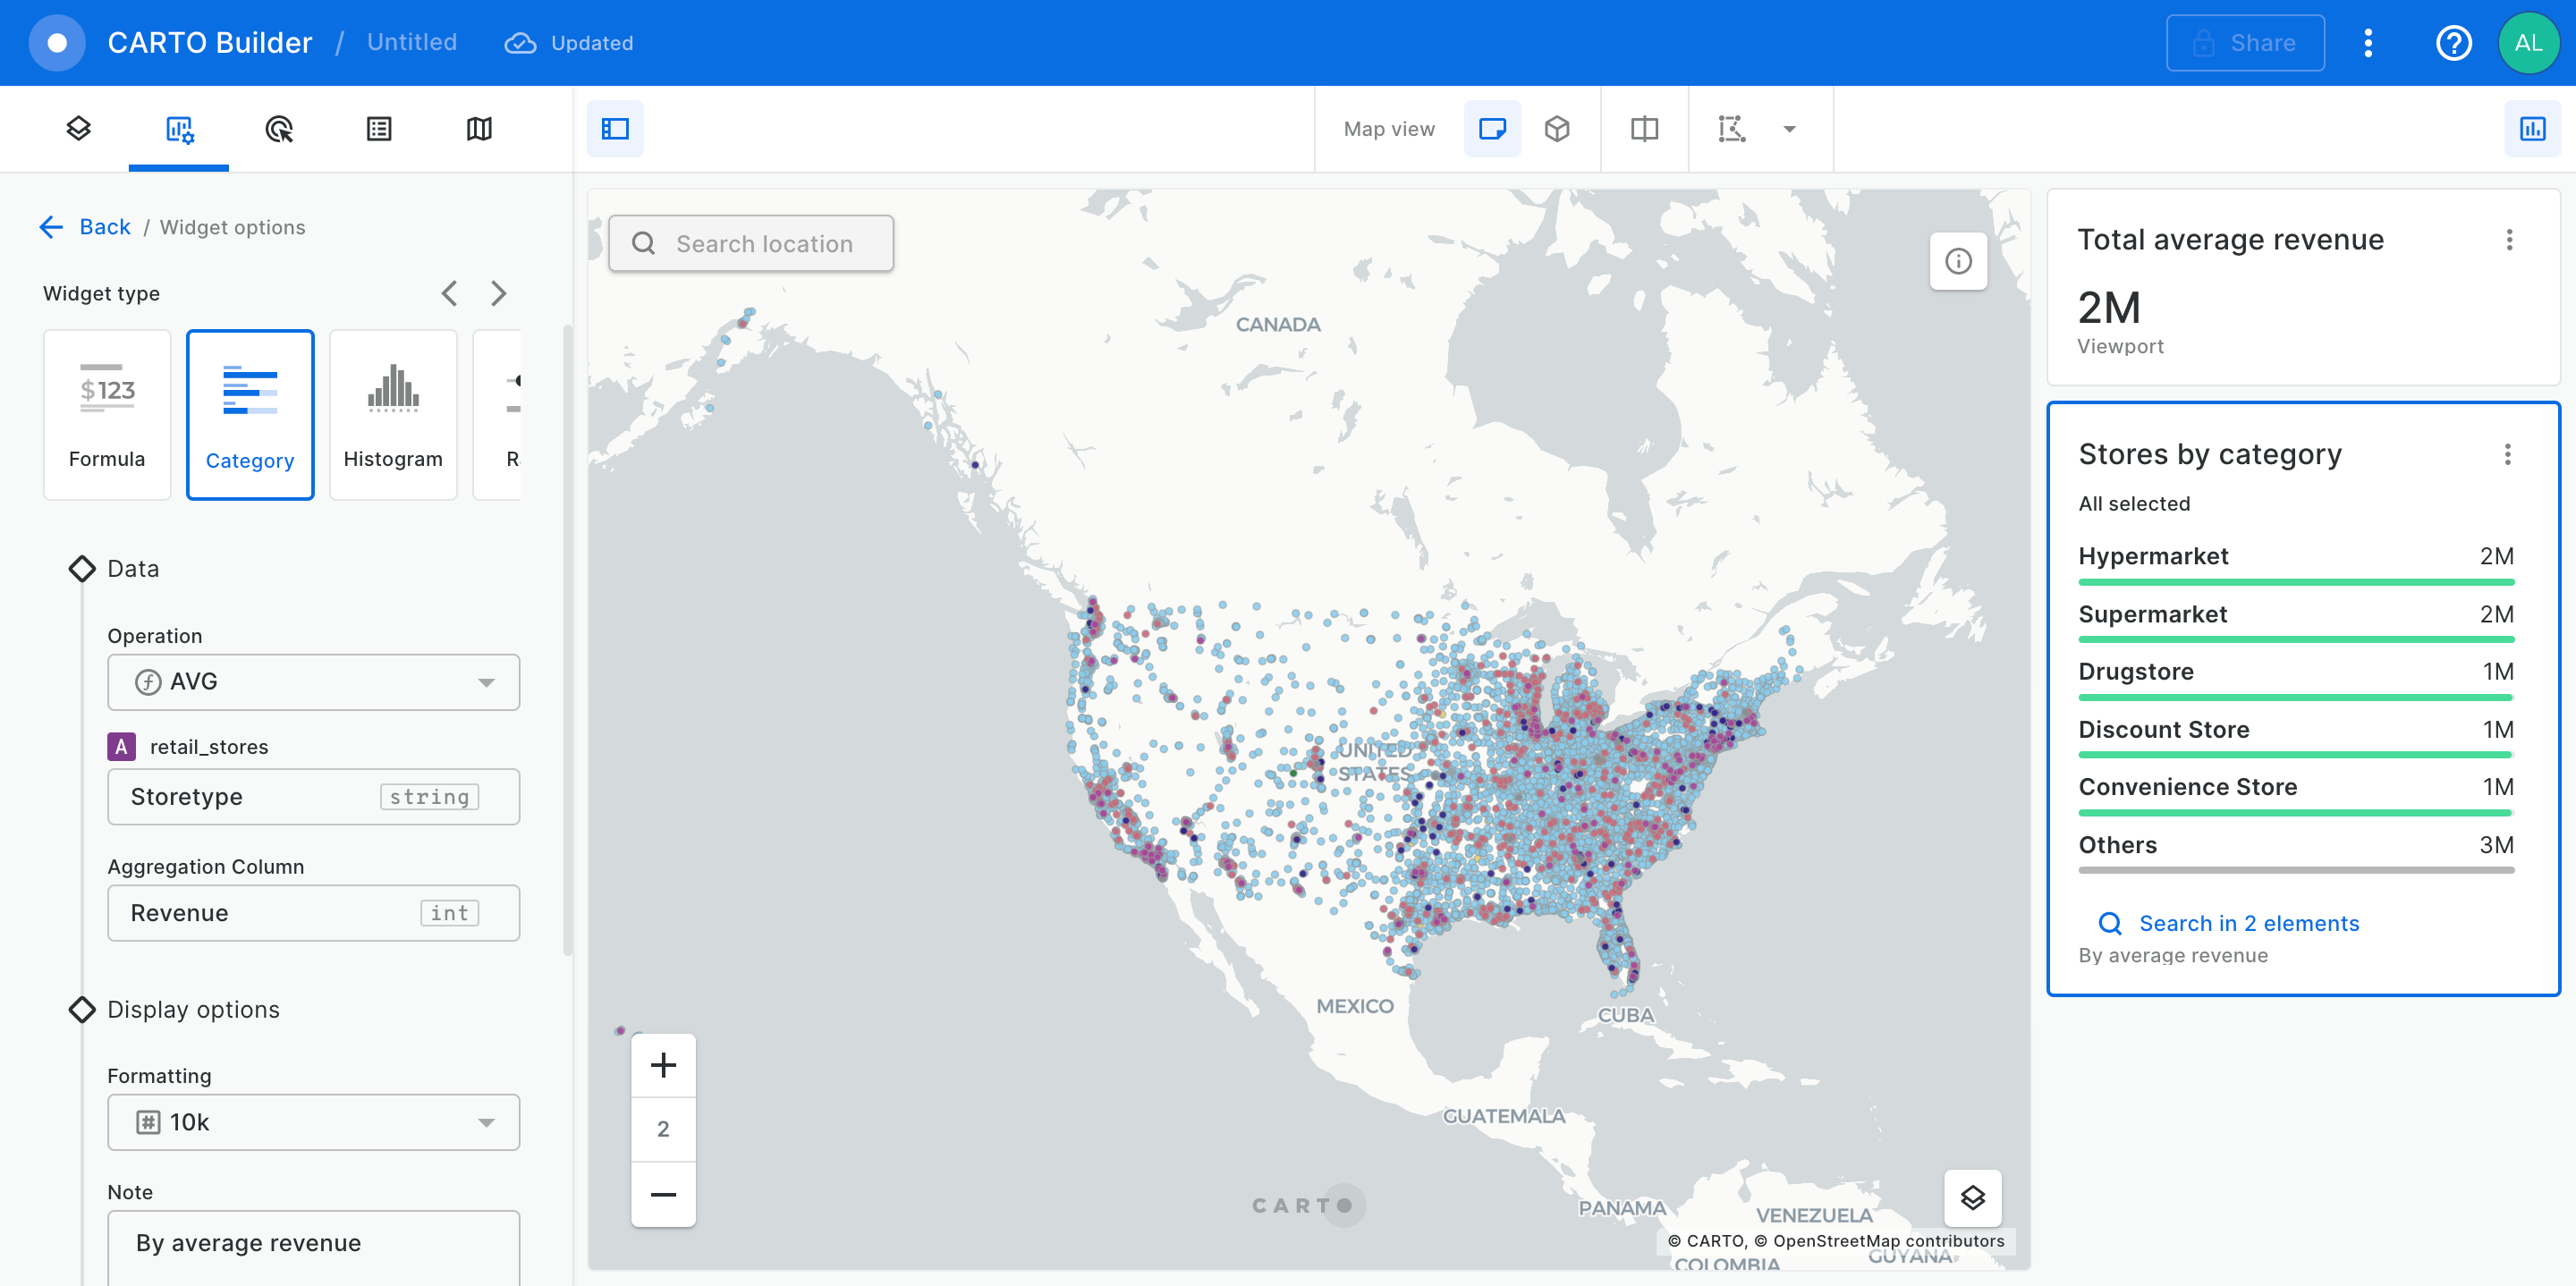 CARTO Builder / Untitled Updated
Share
AL
Map view
Back / Widget options
Widget type
$123
Formula
Category
Histogram
Data
Operation
AVG
A retail_stores
Storetype string
Aggregation Column
Revenue int
Display options
Formatting
10k
Note
By average revenue
Search location
CANADA
UNITED
STATES
MEXICO
CUBA
GUATEMALA
PANAMA
VENEZUELA
GUYANA
COLOMBIA
2
CARTO
© CARTO, © OpenStreetMap contributors
Total average revenue
2M
Viewport
Stores by category
All selected
Hypermarket 2M
Supermarket 2M
Drugstore 1M
Discount Store 1M
Convenience Store 1M
Others 3M
Search in 2 elements
By average revenue